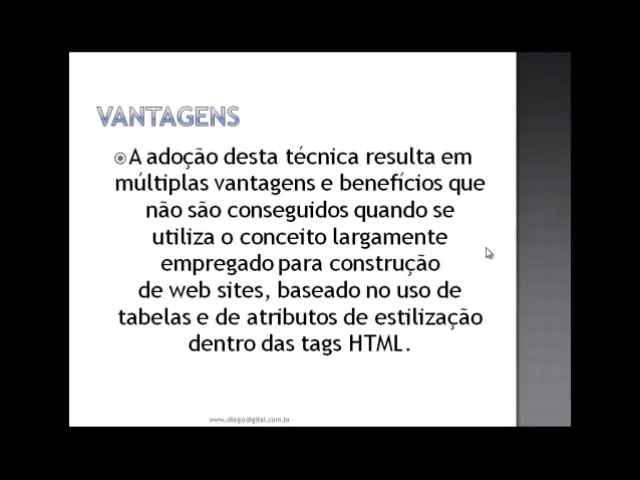 VANTAGENS
A adoção desta técnica resulta em
múltiplas vantagens e benefícios que
não são conseguidos quando se
utiliza o conceito largamente
empregado para construção
de web sites, baseado no uso de
tabelas e de atributos de estilização
dentro das tags HTML.
www.diegodigital.com.br